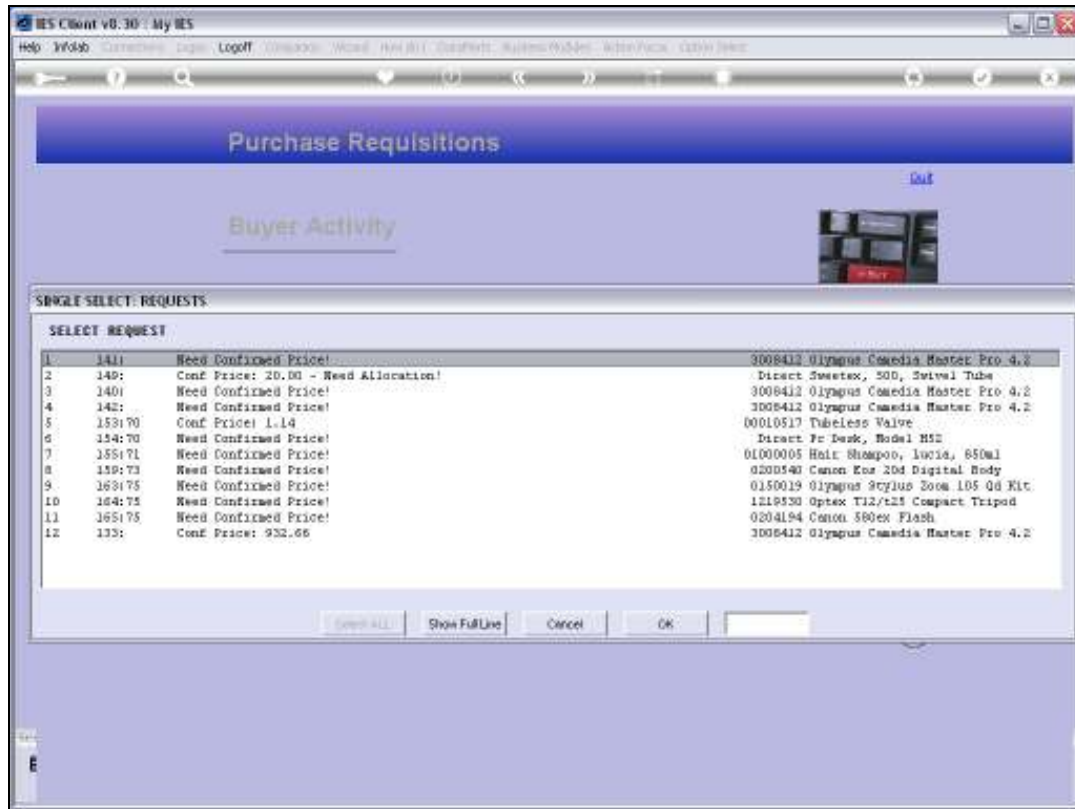 IES Client v8.30 : My IES
Help Infolab Logoff
Purchase Requisitions
Quit
Buyer Activity
SINGLE SELECT: REQUESTS
SELECT REQUEST
1 141: Need Confirmed Price! 3008412 Olympus Camedia Master Pro 4.2
2 149: Conf Price: 20.00 - Need Allocation! Direct Sweetex, 500, Swivel Tube
3 140: Need Confirmed Price! 3008412 Olympus Camedia Master Pro 4.2
4 142: Need Confirmed Price! 3008412 Olympus Camedia Master Pro 4.2
5 153:70 Conf Price: 1.14 00010517 Tubeless Valve
6 154:70 Need Confirmed Price! Direct Pc Desk, Model H52
7 155:71 Need Confirmed Price! 01000005 Hair Shampoo, Lucia, 850ml
8 159:73 Need Confirmed Price! 0200540 Canon Eos 20d Digital Body
9 163:75 Need Confirmed Price! 0150019 Olympus Stylus Zoom 105 Qd Kit
10 164:75 Need Confirmed Price! 1219530 Optex T12/t25 Compact Tripod
11 165:75 Need Confirmed Price! 0204194 Canon 580ex Flash
12 133: Conf Price: 932.66 3008412 Olympus Camedia Master Pro 4.2
Select ALL Show Full Line Cancel OK